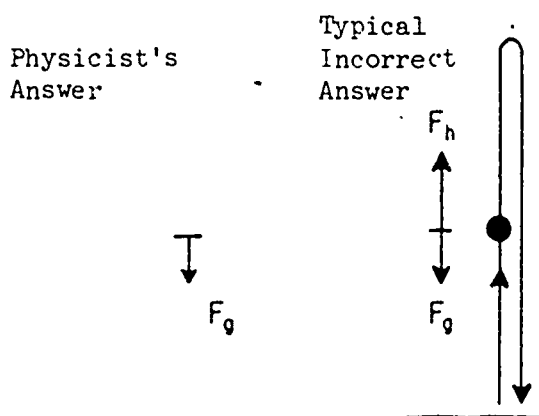 Physicist's
Answer
Typical
Incorrect
Answer
F_h
F_g
F_g